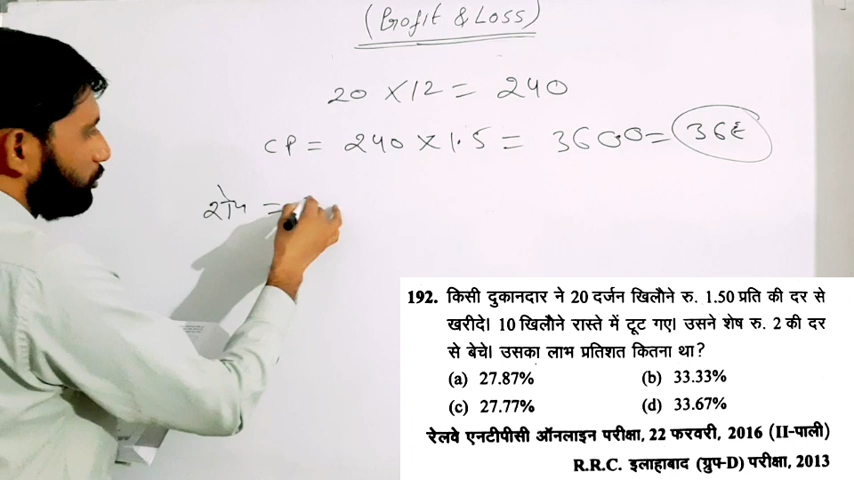 (Profit & Loss)
20 × 12 = 240
CP = 240 × 1.5 = 3600 =
शेष =
192. किसी दुकानदार ने 20 दर्जन खिलौने रु. 1.50 प्रति की दर से
खरीदे। 10 खिलौने रास्ते में टूट गए। उसने शेष रु. 2 की दर
से बेचे। उसका लाभ प्रतिशत कितना था?
(a) 27.87% (b) 33.33%
(c) 27.77% (d) 33.67%
रेलवे एनटीपीसी ऑनलाइन परीक्षा, 22 फरवरी, 2016 (II-पाली)
R.R.C. इलाहाबाद (ग्रुप-D) परीक्षा, 2013